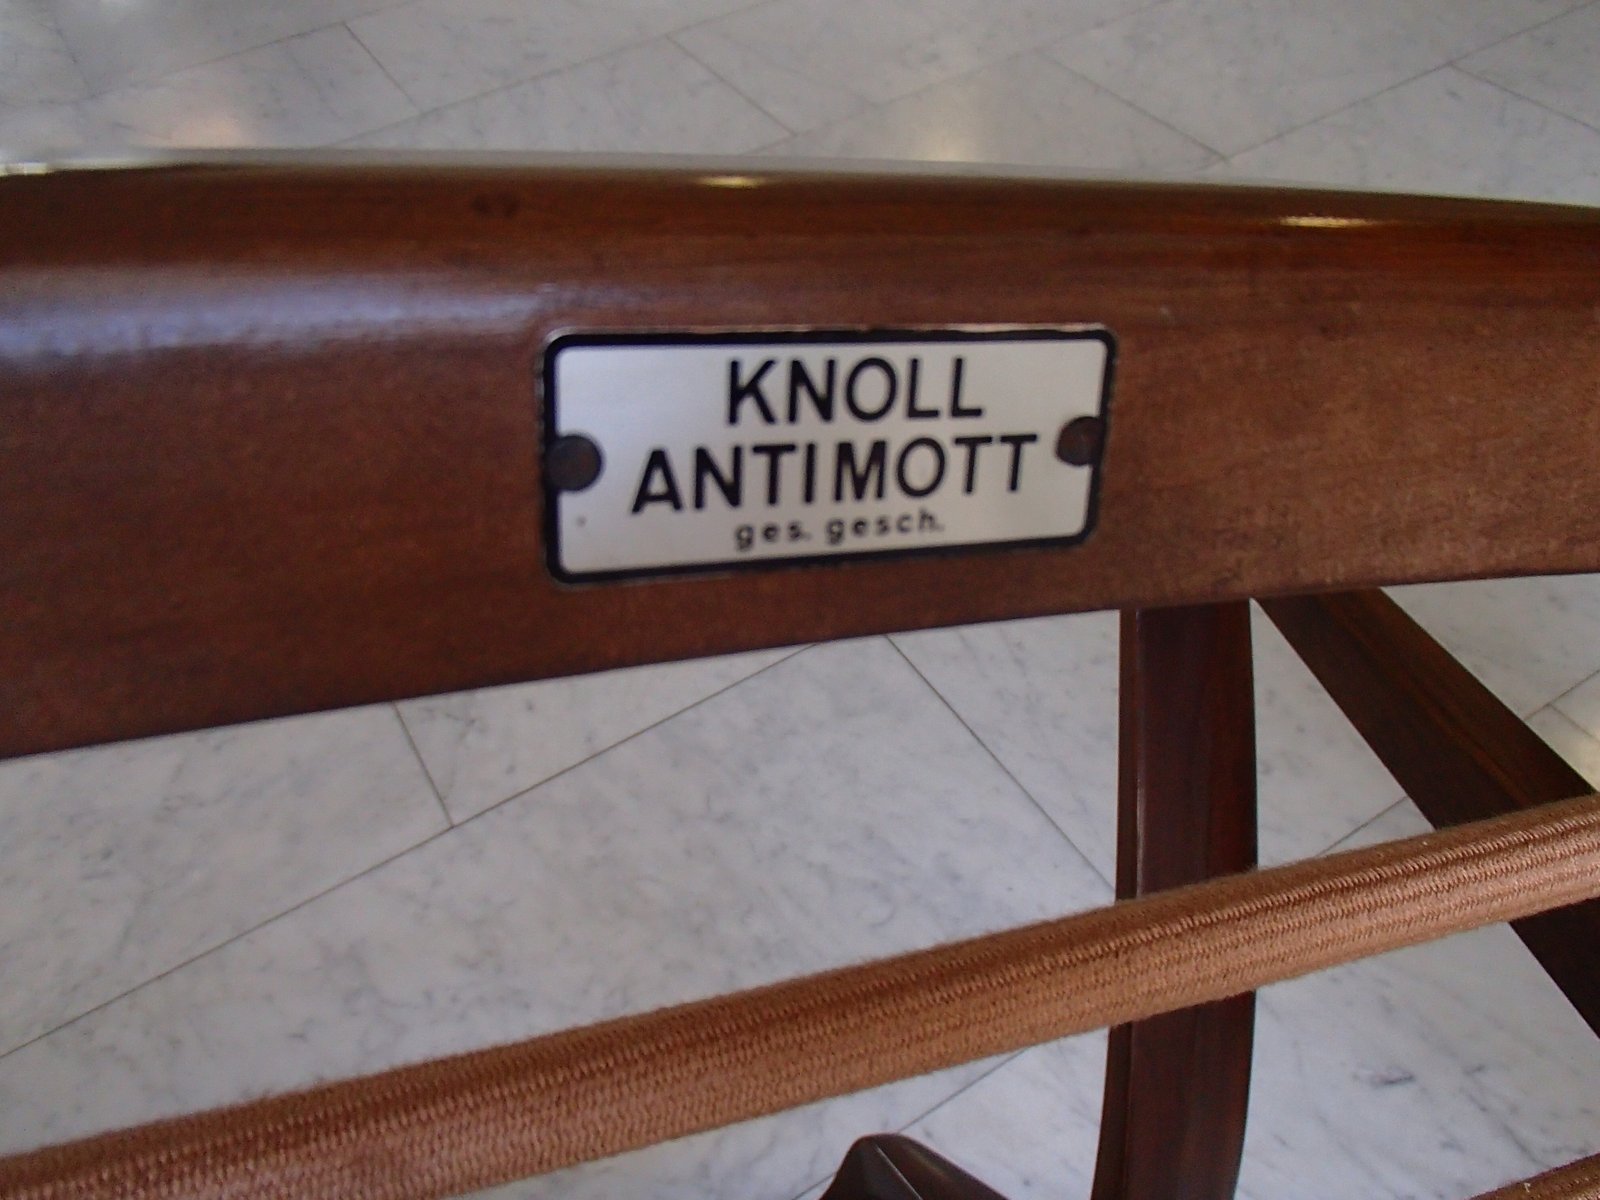 KNOLL
ANTIMOTT
ges. gesch.